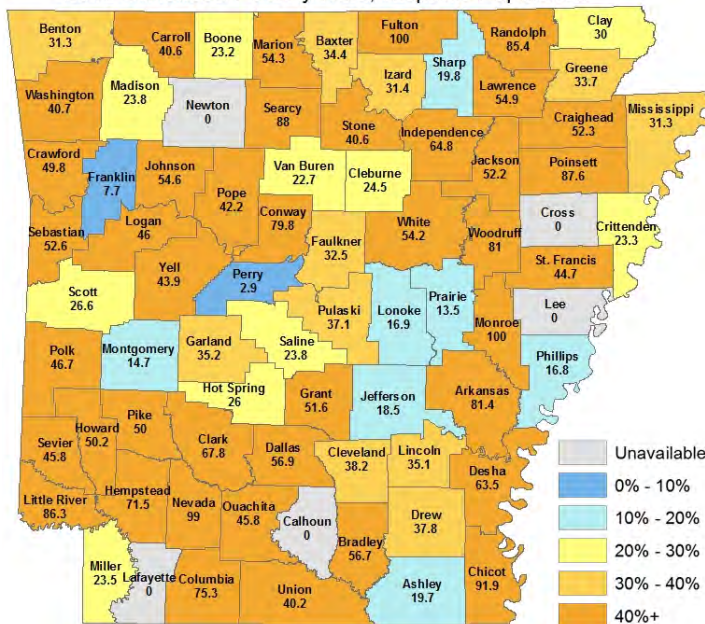 Benton
31.3
Carroll
40.6
Boone
23.2
Marion
54.3
Baxter
34.4
Fulton
100
Randolph
85.4
Clay
30
Sharp
19.8
Izard
31.4
Greene
33.7
Washington
40.7
Madison
23.8
Newton
0
Searcy
88
Lawrence
54.9
Mississippi
31.3
Stone
40.6
Independence
64.8
Craighead
52.3
Crawford
49.8
Franklin
7.7
Johnson
54.6
Pope
42.2
Van Buren
22.7
Cleburne
24.5
Jackson
52.2
Poinsett
87.6
Logan
46
Conway
79.8
Sebastian
52.6
Faulkner
32.5
White
54.2
Woodruff
81
Cross
0
Crittenden
23.3
St. Francis
44.7
Yell
43.9
Perry
2.9
Scott
26.6
Pulaski
37.1
Lonoke
16.9
Prairie
13.5
Lee
0
Monroe
100
Polk
46.7
Montgomery
14.7
Garland
35.2
Saline
23.8
Phillips
16.8
Hot Spring
26
Grant
51.6
Jefferson
18.5
Arkansas
81.4
Howard
50.2
Pike
50
Sevier
45.8
Clark
67.8
Dallas
56.9
Cleveland
38.2
Lincoln
35.1
Desha
63.5
Little River
86.3
Hempstead
71.5
Nevada
99
Ouachita
45.8
Calhoun
0
Bradley
56.7
Drew
37.8
Miller
23.5
Lafayette
0
Columbia
75.3
Union
40.2
Ashley
19.7
Chicot
91.9
Unavailable
0% - 10%
10% - 20%
20% - 30%
30% - 40%
40%+